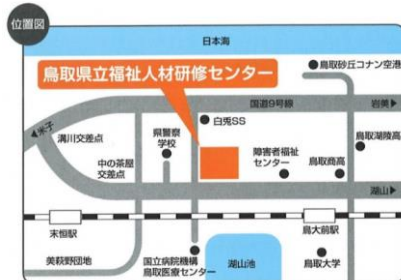 位置図
日本海
鳥取県立福祉人材研修センター
鳥取砂丘コナン空港
国道9号線
岩美▶
◀米子
白兎SS
溝川交差点
県警察
学校
鳥取湖陵高
中の茶屋
交差点
障害者福祉
センター
鳥取商高
湖山▶
末恒駅
鳥大前駅
美萩野団地
国立病院機構
鳥取医療センター
湖山池
鳥取大学